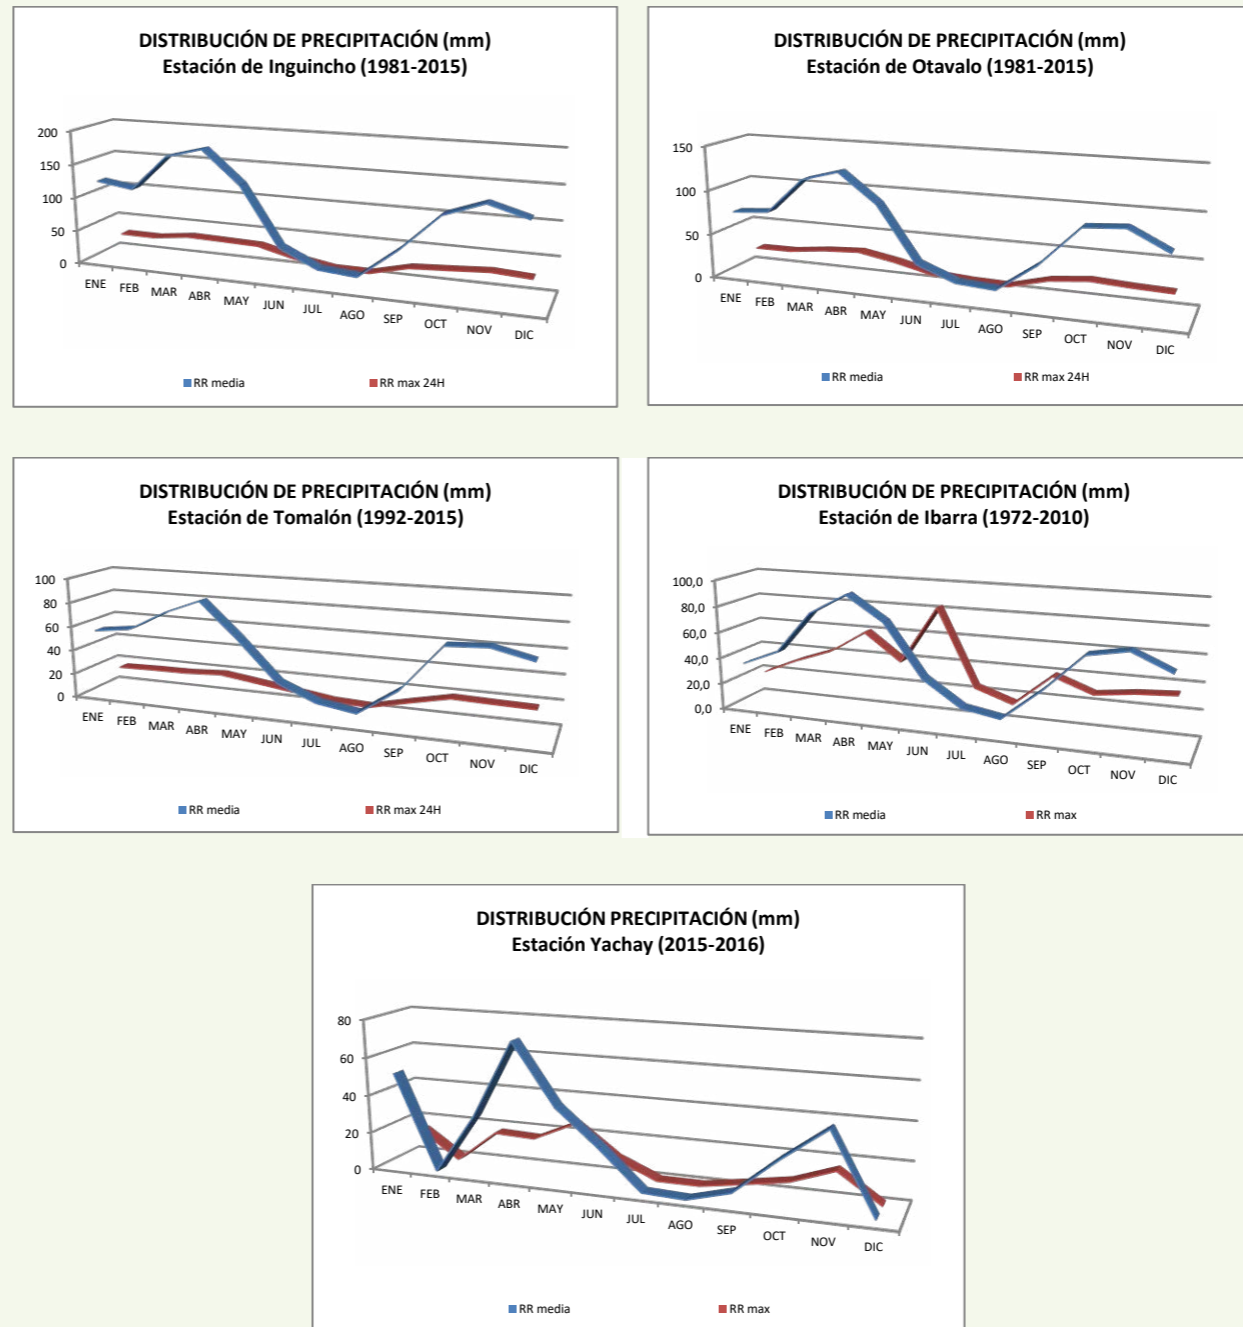 DISTRIBUCIÓN DE PRECIPITACIÓN (mm)
Estación de Inguincho (1981-2015)
200
150
100
50
0
ENE FEB MAR ABR MAY JUN JUL AGO SEP OCT NOV DIC
RR media RR max 24H
DISTRIBUCIÓN DE PRECIPITACIÓN (mm)
Estación de Otavalo (1981-2015)
150
100
50
0
ENE FEB MAR ABR MAY JUN JUL AGO SEP OCT NOV DIC
RR media RR max 24H
DISTRIBUCIÓN DE PRECIPITACIÓN (mm)
Estación de Tomalón (1992-2015)
100
80
60
40
20
0
ENE FEB MAR ABR MAY JUN JUL AGO SEP OCT NOV DIC
RR media RR max 24H
DISTRIBUCIÓN DE PRECIPITACIÓN (mm)
Estación de Ibarra (1972-2010)
100,0
80,0
60,0
40,0
20,0
0,0
ENE FEB MAR ABR MAY JUN JUL AGO SEP OCT NOV DIC
RR media RR max
DISTRIBUCIÓN PRECIPITACIÓN (mm)
Estación Yachay (2015-2016)
80
60
40
20
0
ENE FEB MAR ABR MAY JUN JUL AGO SEP OCT NOV DIC
RR media RR max